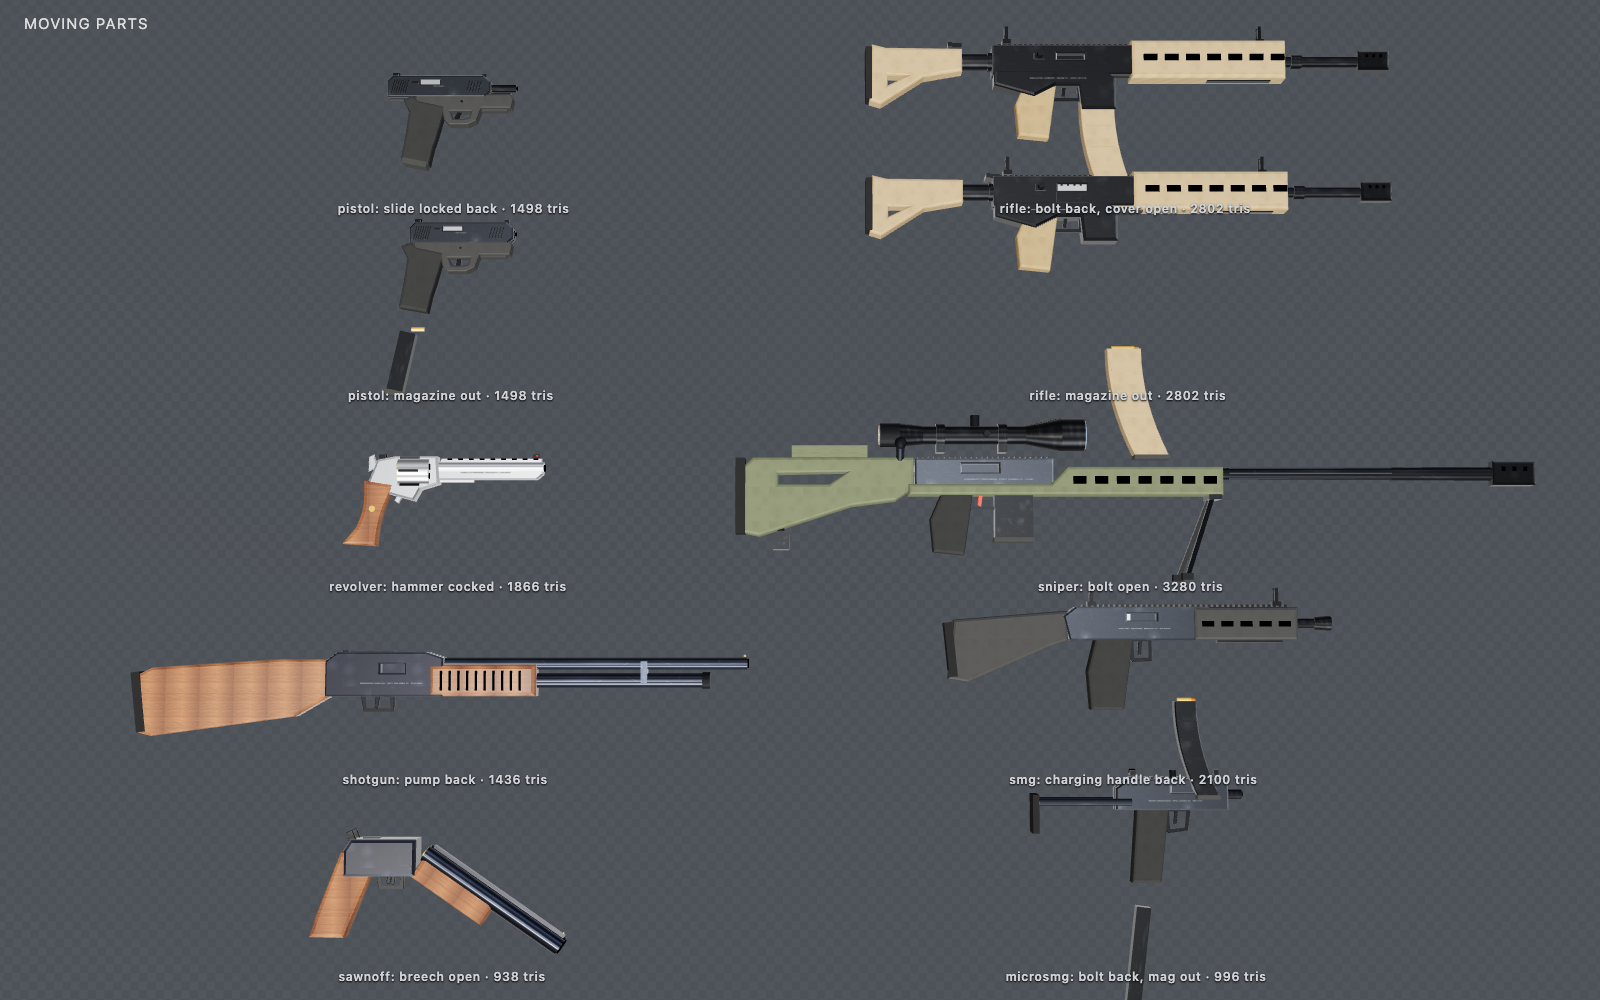 MOVING PARTS
pistol: slide locked back · 1498 tris
rifle: bolt back, cover open · 2802 tris
pistol: magazine out · 1498 tris
rifle: magazine out · 2802 tris
revolver: hammer cocked · 1866 tris
sniper: bolt open · 3280 tris
shotgun: pump back · 1436 tris
smg: charging handle back · 2100 tris
sawnoff: breech open · 938 tris
microsmg: bolt back, mag out · 996 tris